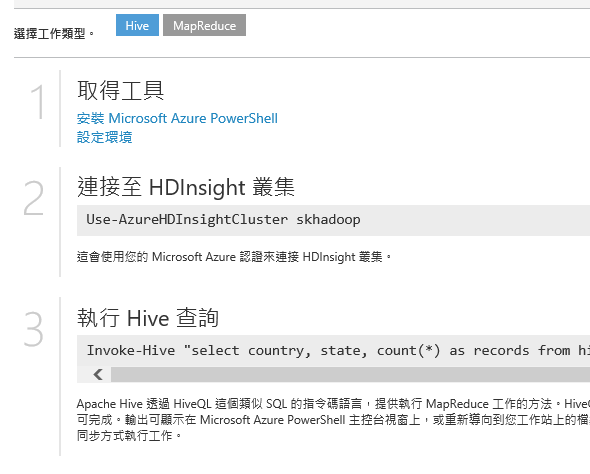 選擇工作類型。 Hive MapReduce
1 取得工具
安裝 Microsoft Azure PowerShell
設定環境
2 連接至 HDInsight 叢集
Use-AzureHDInsightCluster skhadoop
這會使用您的 Microsoft Azure 認證來連接 HDInsight 叢集。
3 執行 Hive 查詢
Invoke-Hive "select country, state, count(*) as records from hi
Apache Hive 透過 HiveQL 這個類似 SQL 的指令碼語言，提供執行 MapReduce 工作的方法。Hive
可完成。輸出可顯示在 Microsoft Azure PowerShell 主控台視窗上，或重新導向到您工作站上的檔
同步方式執行工作。